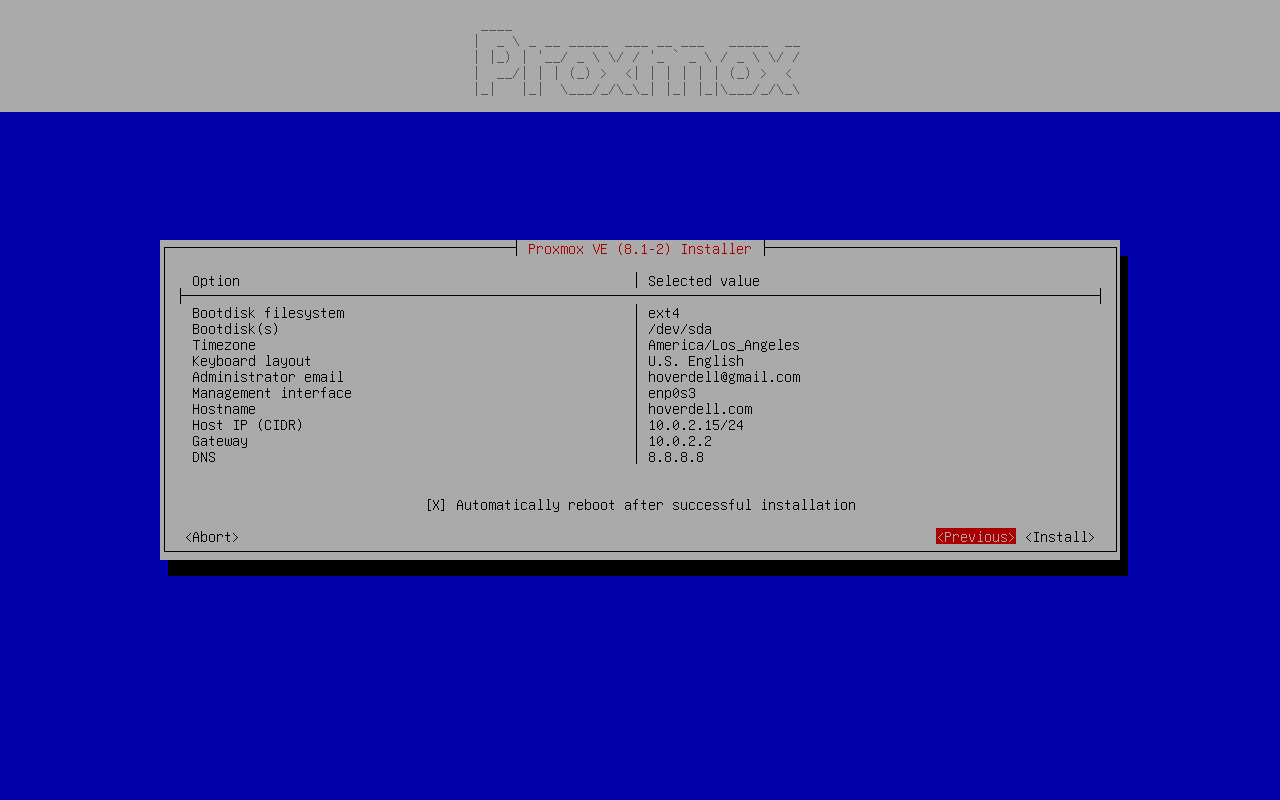 Proxmox
Proxmox VE (8.1-2) Installer
Option Selected value
Bootdisk filesystem ext4
Bootdisk(s) /dev/sda
Timezone America/Los_Angeles
Keyboard layout U.S. English
Administrator email hoverdell@gmail.com
Management interface enp0s3
Hostname hoverdell.com
Host IP (CIDR) 10.0.2.15/24
Gateway 10.0.2.2
DNS 8.8.8.8
[X] Automatically reboot after successful installation
<Abort> <Previous> <Install>